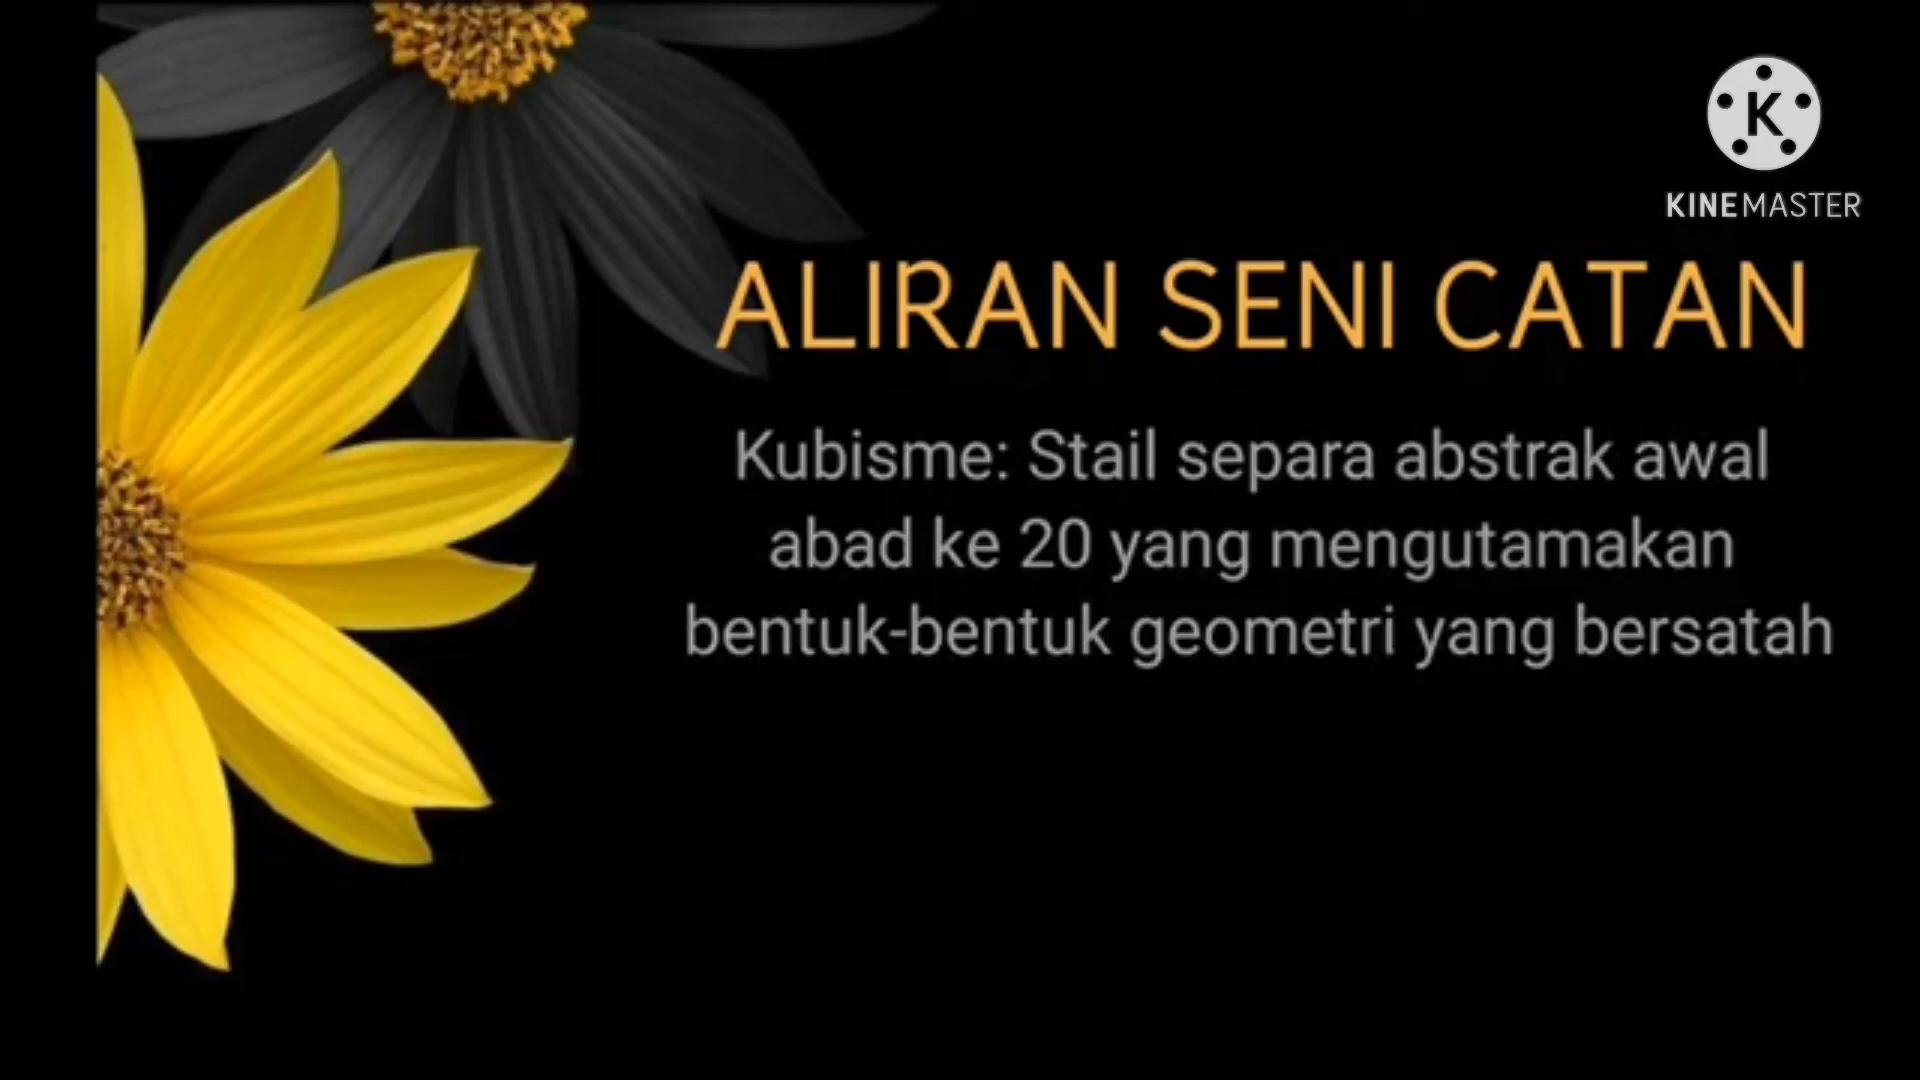 K
KINEMASTER
ALIRAN SENI CATAN
Kubisme: Stail separa abstrak awal
abad ke 20 yang mengutamakan
bentuk-bentuk geometri yang bersatah